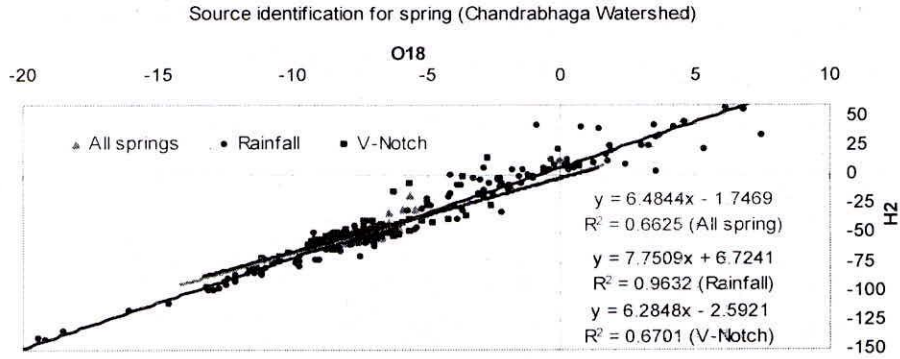 Source identification for spring (Chandrabhaga Watershed)
O18
-20 -15 -10 -5 0 5 10
All springs Rainfall V-Notch
50
25
0
-25
-50
-75
-100
-125
-150
H2
y = 6.4844x - 1.7469
R² = 0.6625 (All spring)
y = 7.7509x + 6.7241
R² = 0.9632 (Rainfall)
y = 6.2848x - 2.5921
R² = 0.6701 (V-Notch)